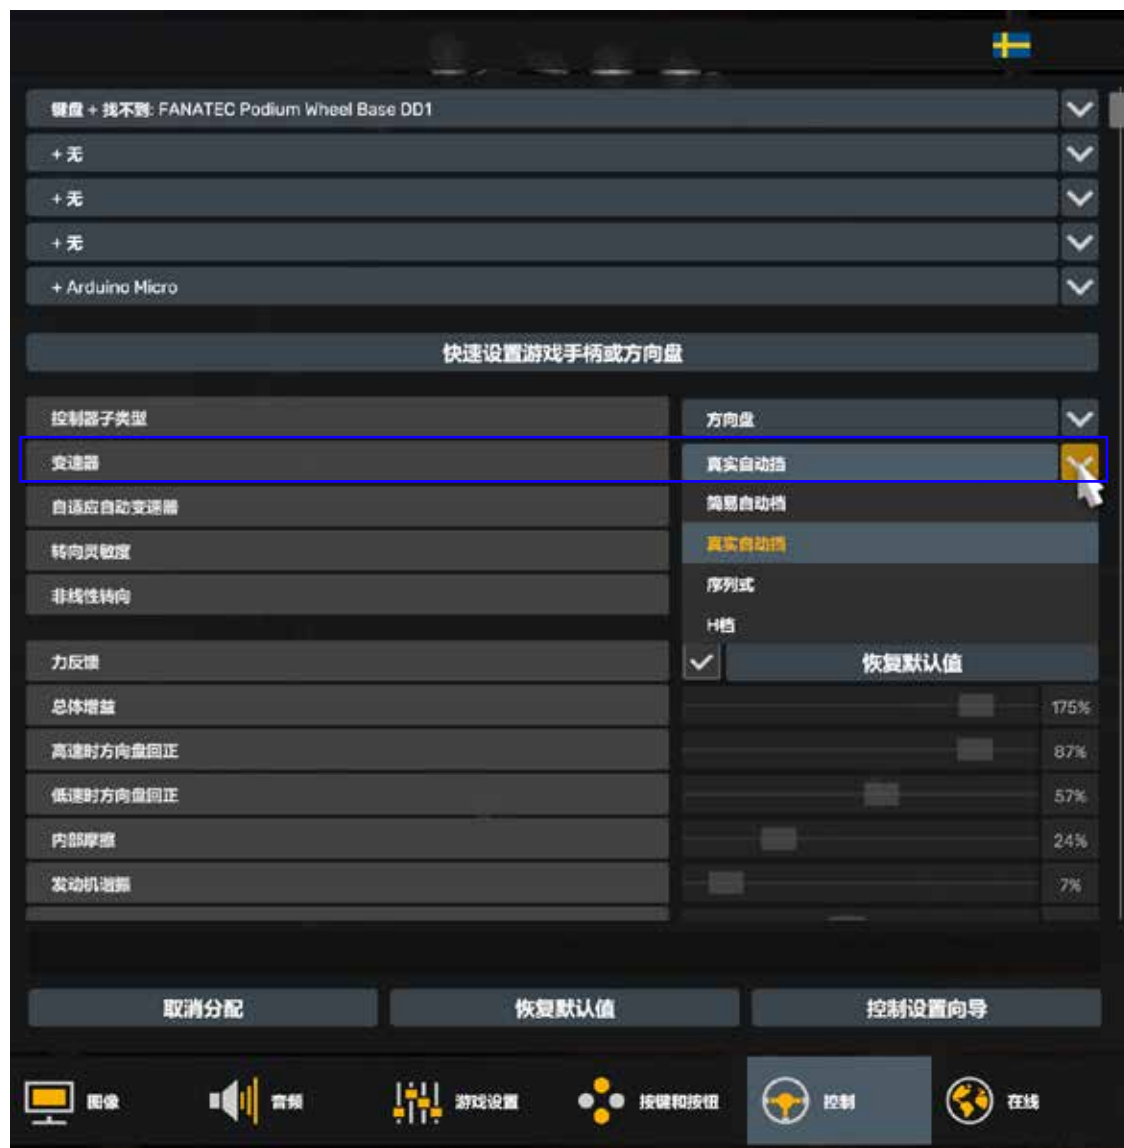 键盘 + 找不到: FANATEC Podium Wheel Base DD1
+ 无
+ 无
+ 无
+ Arduino Micro
快速设置游戏手柄或方向盘
控制器子类型 方向盘
变速器 真实自动挡
自适应自动变速器 简易自动档
真实自动挡
转向灵敏度
序列式
非线性转向
H档
力反馈 恢复默认值
总体增益 175%
高速时方向盘回正 87%
低速时方向盘回正 57%
内部摩擦 24%
发动机谐振 7%
取消分配 恢复默认值 控制设置向导
图像 音频 游戏设置 按键和按钮 控制 在线